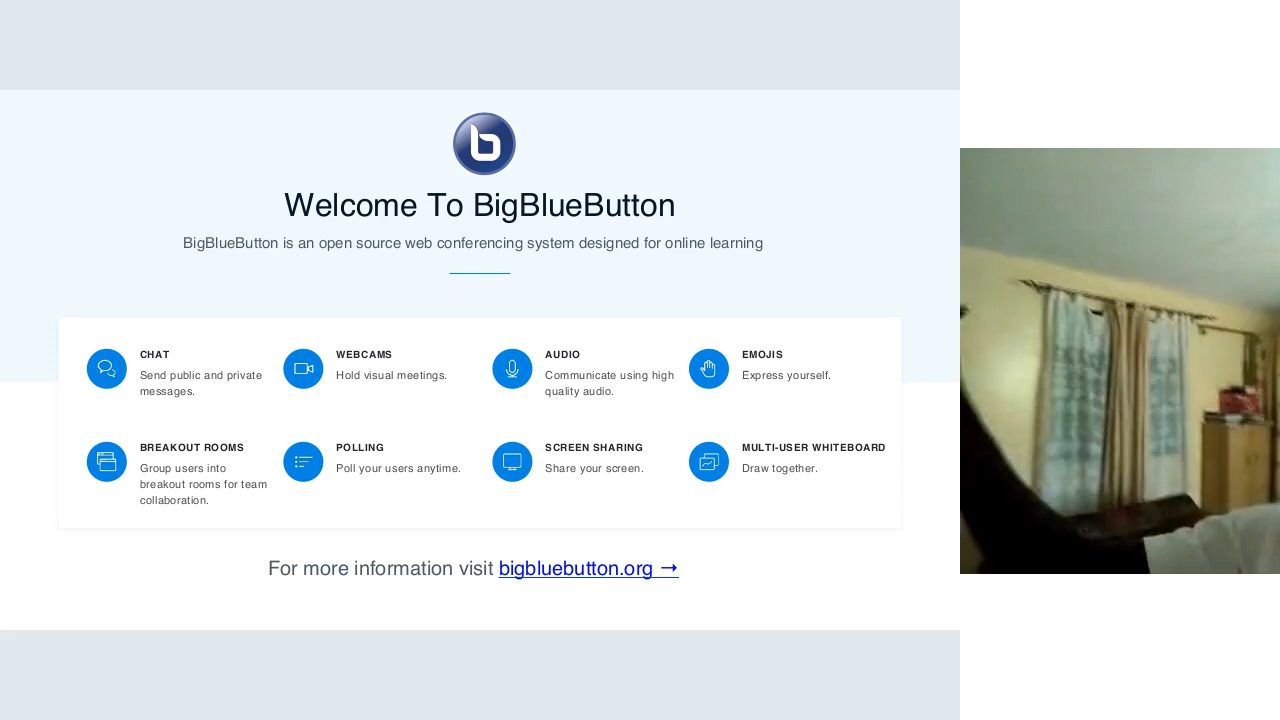 Welcome To BigBlueButton
BigBlueButton is an open source web conferencing system designed for online learning
CHAT
Send public and private
messages.
WEBCAMS
Hold visual meetings.
AUDIO
Communicate using high
quality audio.
EMOJIS
Express yourself.
BREAKOUT ROOMS
Group users into
breakout rooms for team
collaboration.
POLLING
Poll your users anytime.
SCREEN SHARING
Share your screen.
MULTI-USER WHITEBOARD
Draw together.
For more information visit bigbluebutton.org →